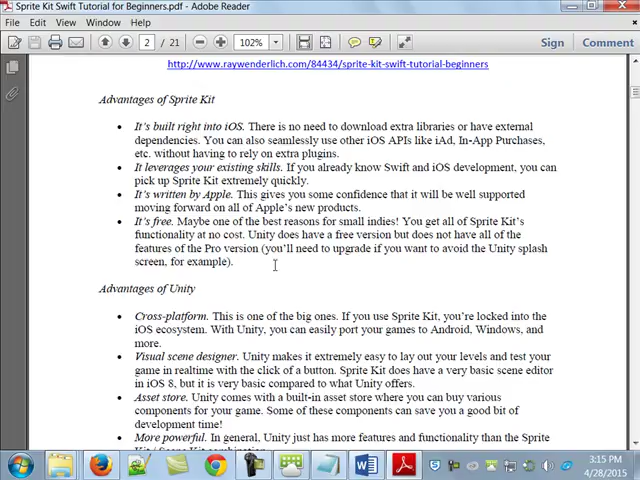 Sprite Kit Swift Tutorial for Beginners.pdf - Adobe Reader
File Edit View Window Help
2 / 21
102%
Sign
Comment
http://www.raywenderlich.com/84434/sprite-kit-swift-tutorial-beginners
Advantages of Sprite Kit
• It's built right into iOS. There is no need to download extra libraries or have external
dependencies. You can also seamlessly use other iOS APIs like iAd, In-App Purchases,
etc. without having to rely on extra plugins.
• It leverages your existing skills. If you already know Swift and iOS development, you can
pick up Sprite Kit extremely quickly.
• It's written by Apple. This gives you some confidence that it will be well supported
moving forward on all of Apple's new products.
• It's free. Maybe one of the best reasons for small indies! You get all of Sprite Kit's
functionality at no cost. Unity does have a free version but does not have all of the
features of the Pro version (you'll need to upgrade if you want to avoid the Unity splash
screen, for example).
Advantages of Unity
• Cross-platform. This is one of the big ones. If you use Sprite Kit, you're locked into the
iOS ecosystem. With Unity, you can easily port your games to Android, Windows, and
more.
• Visual scene designer. Unity makes it extremely easy to lay out your levels and test your
game in realtime with the click of a button. Sprite Kit does have a very basic scene editor
in iOS 8, but it is very basic compared to what Unity offers.
• Asset store. Unity comes with a built-in asset store where you can buy various
components for your game. Some of these components can save you a good bit of
development time!
• More powerful. In general, Unity just has more features and functionality than the Sprite
Kit / Scene Kit combination.
3:15 PM
4/28/2015